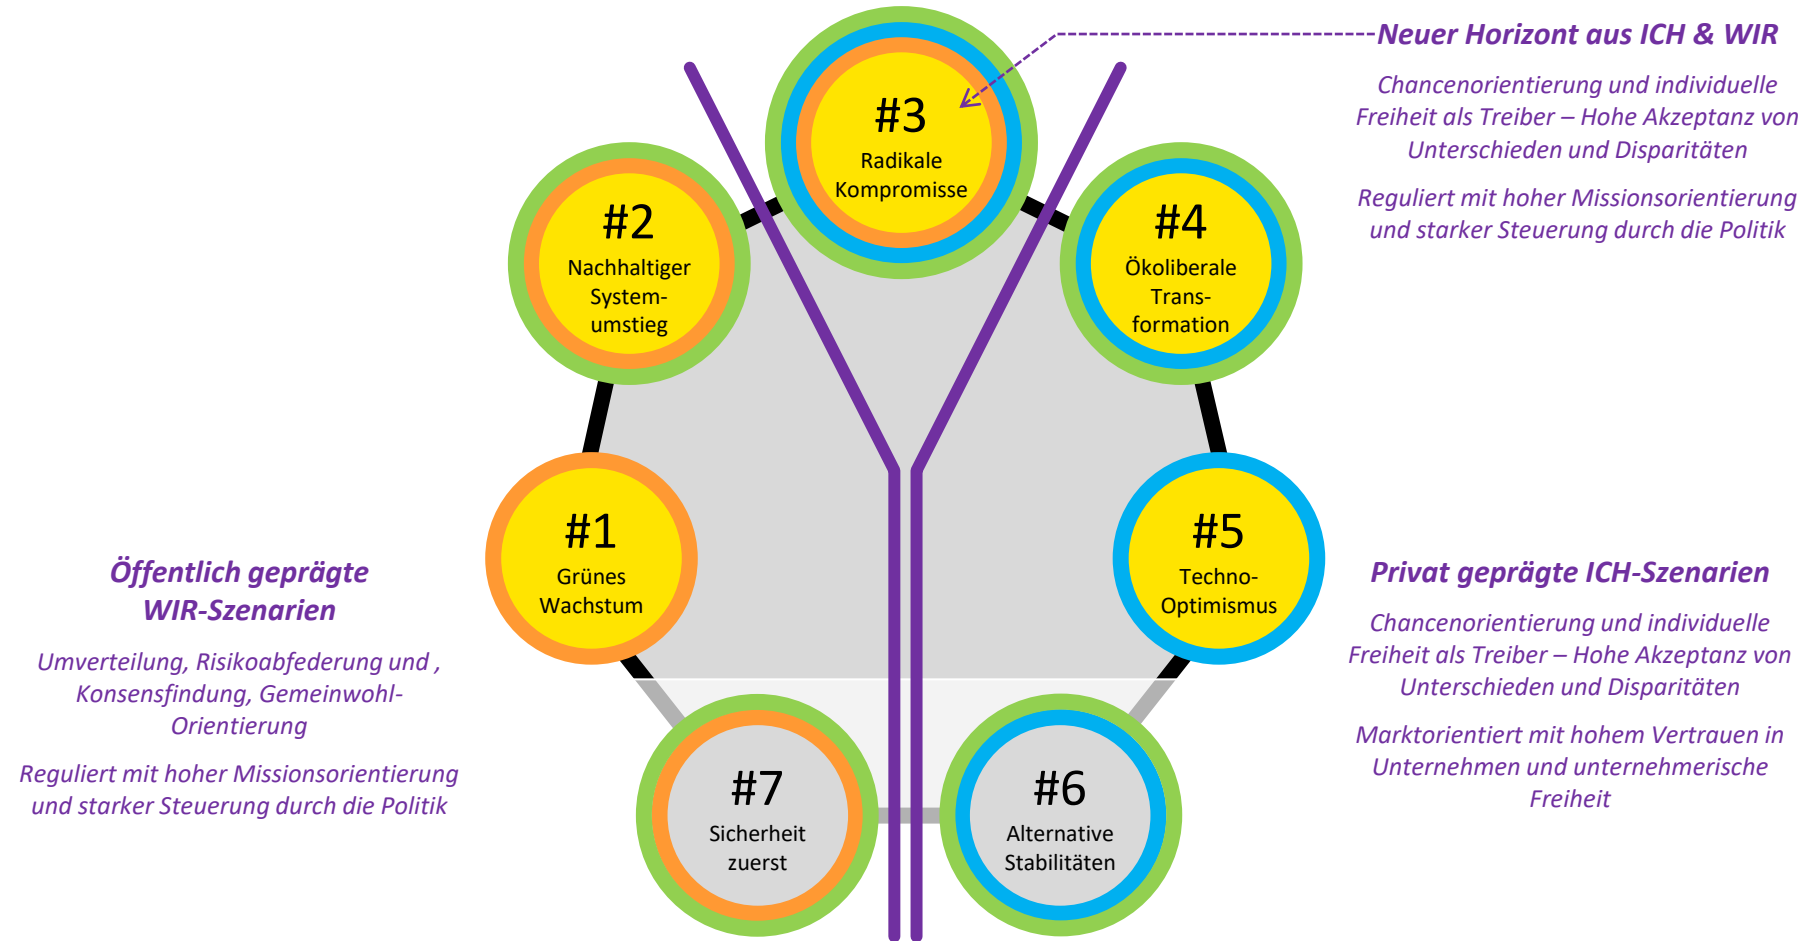 Neuer Horizont aus ICH & WIR
Chancenorientierung und individuelle
Freiheit als Treiber – Hohe Akzeptanz von
Unterschieden und Disparitäten
Reguliert mit hoher Missionsorientierung
und starker Steuerung durch die Politik
#3
Radikale
Kompromisse
#2
Nachhaltiger
System-
umstieg
#4
Ökoliberale
Trans-
formation
#1
Grünes
Wachstum
#5
Techno-
Optimismus
Öffentlich geprägte
WIR-Szenarien
Umverteilung, Risikoabfederung und ,
Konsensfindung, Gemeinwohl-
Orientierung
Reguliert mit hoher Missionsorientierung
und starker Steuerung durch die Politik
Privat geprägte ICH-Szenarien
Chancenorientierung und individuelle
Freiheit als Treiber – Hohe Akzeptanz von
Unterschieden und Disparitäten
Marktorientiert mit hohem Vertrauen in
Unternehmen und unternehmerische
Freiheit
#7
Sicherheit
zuerst
#6
Alternative
Stabilitäten